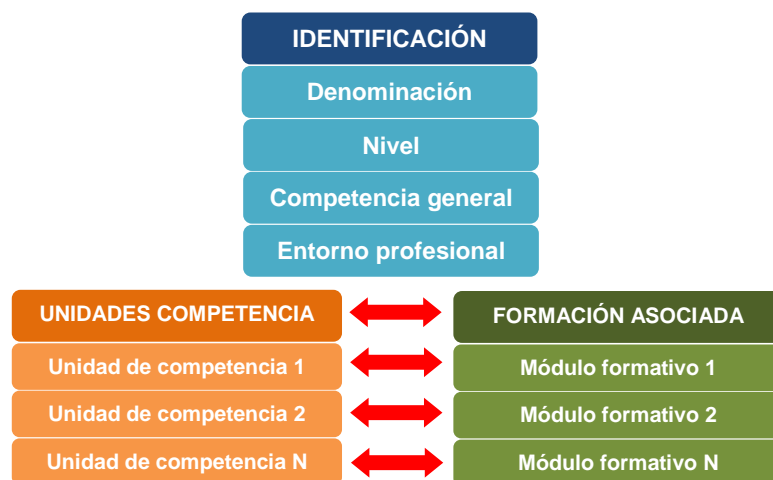 IDENTIFICACIÓN
Denominación
Nivel
Competencia general
Entorno profesional
UNIDADES COMPETENCIA
FORMACIÓN ASOCIADA
Unidad de competencia 1
Módulo formativo 1
Unidad de competencia 2
Módulo formativo 2
Unidad de competencia N
Módulo formativo N